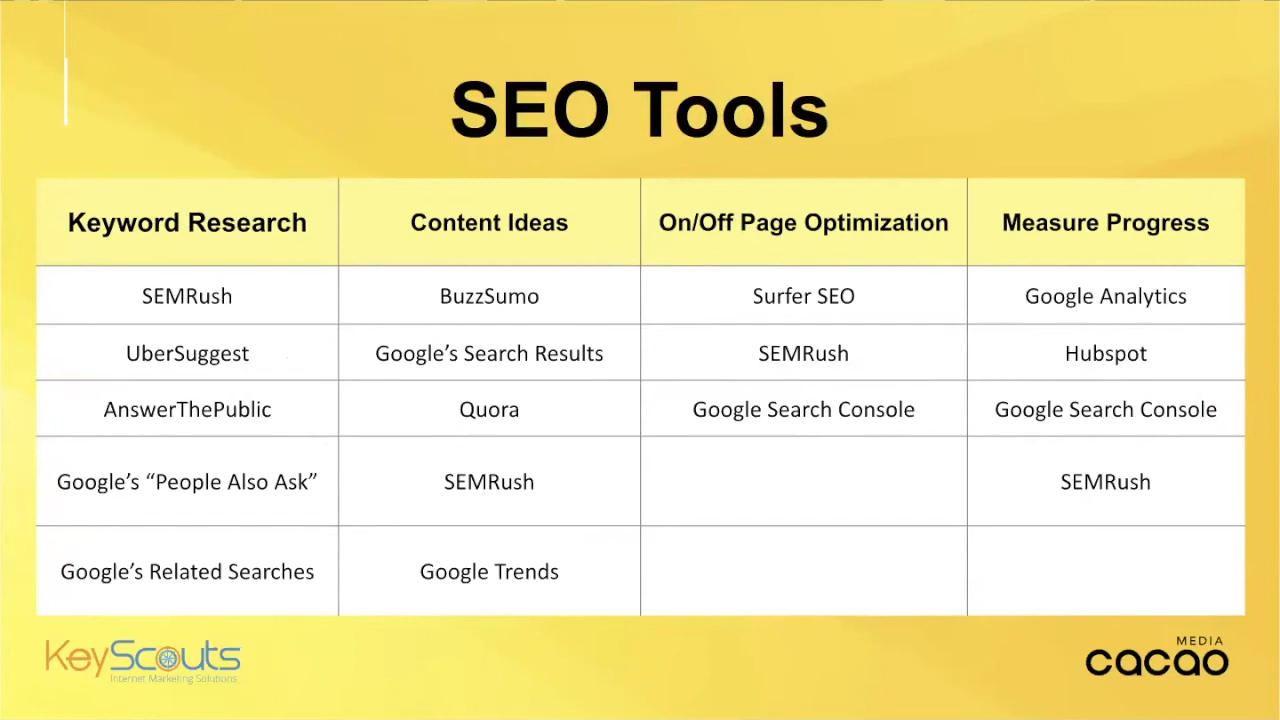 SEO Tools
Keyword Research
Content Ideas
On/Off Page Optimization
Measure Progress
SEMRush
BuzzSumo
Surfer SEO
Google Analytics
UberSuggest
Google’s Search Results
SEMRush
Hubspot
AnswerThePublic
Quora
Google Search Console
Google Search Console
Google’s “People Also Ask”
SEMRush
SEMRush
Google’s Related Searches
Google Trends
KeyScouts
Internet Marketing Solutions
MEDIA
cacao